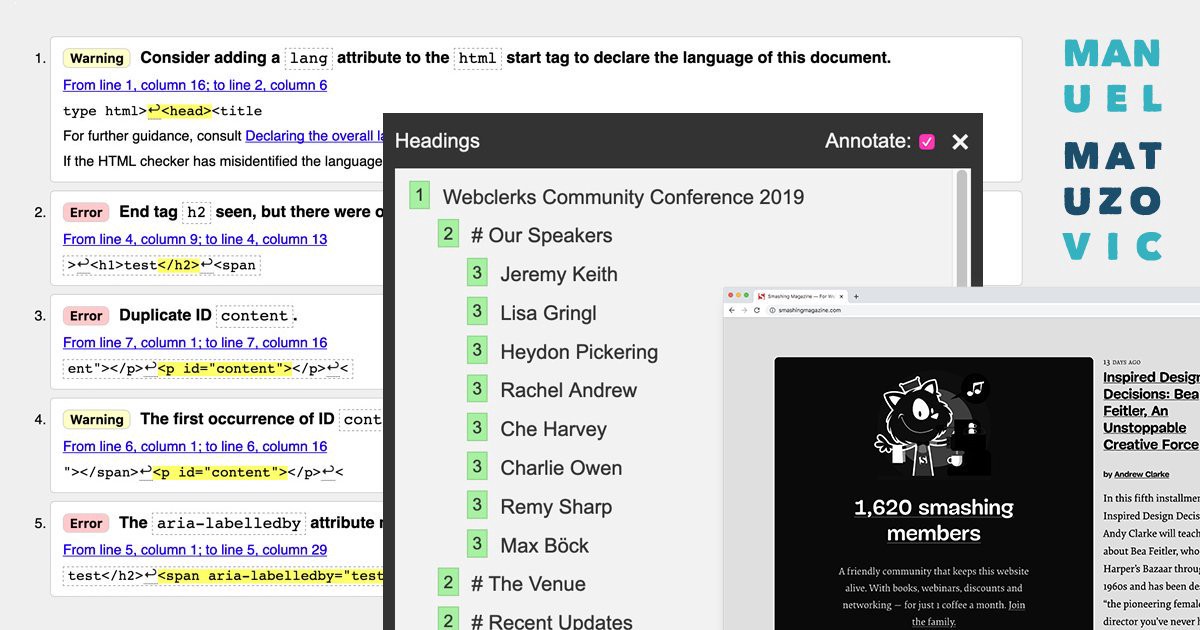 1.
Warning Consider adding a lang attribute to the html start tag to declare the language of this document.
From line 1, column 16; to line 2, column 6
type html>↩<head><title
For further guidance, consult Declaring the overall
If the HTML checker has misidentified the language
2.
Error End tag h2 seen, but there were
From line 4, column 9; to line 4, column 13
>↩<h1>test</h2>↩<span
3.
Error Duplicate ID content.
From line 7, column 1; to line 7, column 16
ent"></p>↩<p id="content"></p>↩<
4.
Warning The first occurrence of ID cont
From line 6, column 1; to line 6, column 16
"></span>↩<p id="content"></p>↩<
5.
Error The aria-labelledby attribute
From line 5, column 1; to line 5, column 29
test</h2>↩<span aria-labelledby="test
Headings
Annotate: ✕
1 Webclerks Community Conference 2019
2 # Our Speakers
3 Jeremy Keith
3 Lisa Gringl
3 Heydon Pickering
3 Rachel Andrew
3 Che Harvey
3 Charlie Owen
3 Remy Sharp
3 Max Böck
2 # The Venue
2 # Recent Updates
Smashing Magazine — For
smashingmagazine.com
1,620 smashing
members
A friendly community that keeps this website
alive. With books, webinars, discounts and
networking — for just 1 coffee a month. Join
the family.
13 DAYS AGO
Inspired Design
Decisions: Bea
Feitler, An
Unstoppable
Creative Force
by Andrew Clarke
In this fifth installmen
Inspired Design Decis
Andy Clarke will teach
about Bea Feitler, who
Harper's Bazaar throu
1960s and has been de
"the pioneering femal
director you've never
MAN
UEL
MAT
UZO
VIC